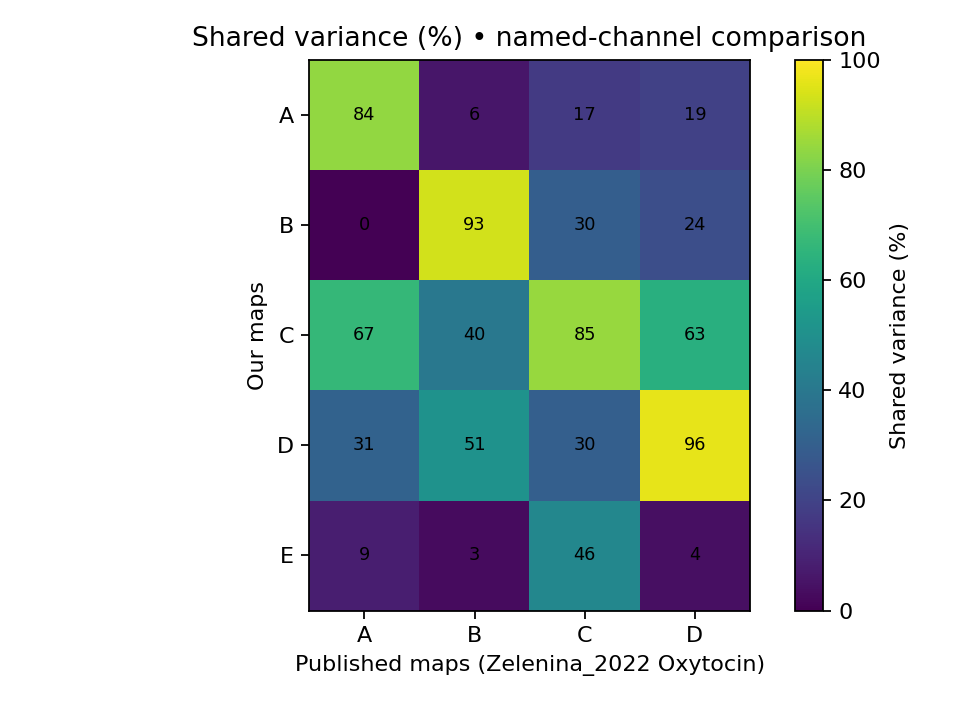 Shared variance (%) • named-channel comparison
A 84 6 17 19
B 0 93 30 24
C 67 40 85 63
D 31 51 30 96
E 9 3 46 4
A B C D
Published maps (Zelenina_2022 Oxytocin)
Our maps
100
80
60
40
20
0
Shared variance (%)